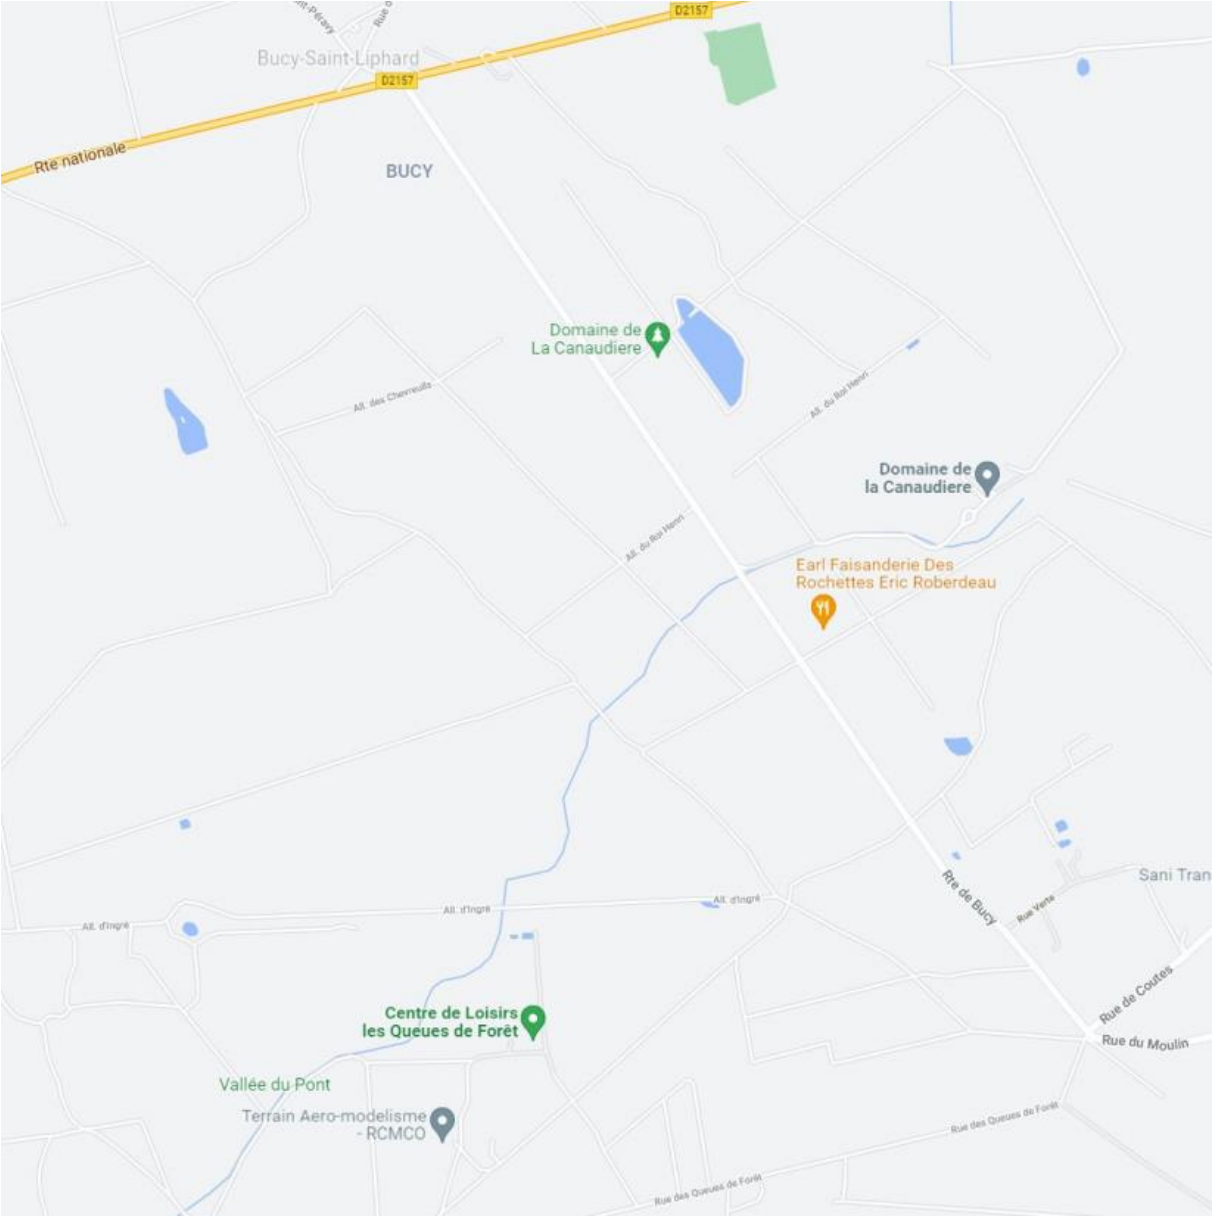 D2157
Bucy-Saint-Liphard
D2157
Rte nationale
BUCY
Domaine de
La Canaudiere
All. des Chevreuils
All. du Roi Henri
Domaine de
la Canaudiere
All. du Roi Henri
Earl Faisanderie Des
Rochettes Eric Roberdeau
Sani Tran
Rte de Bucy
Rue Verte
All. d'Ingré
All. d'Ingré
All. d'Ingré
Rue de Coutes
Centre de Loisirs
les Queues de Forêt
Rue du Moulin
Vallée du Pont
Terrain Aero-modelisme
- RCMCO
Rue des Queues de Forêt
Rue des Queues de Forêt